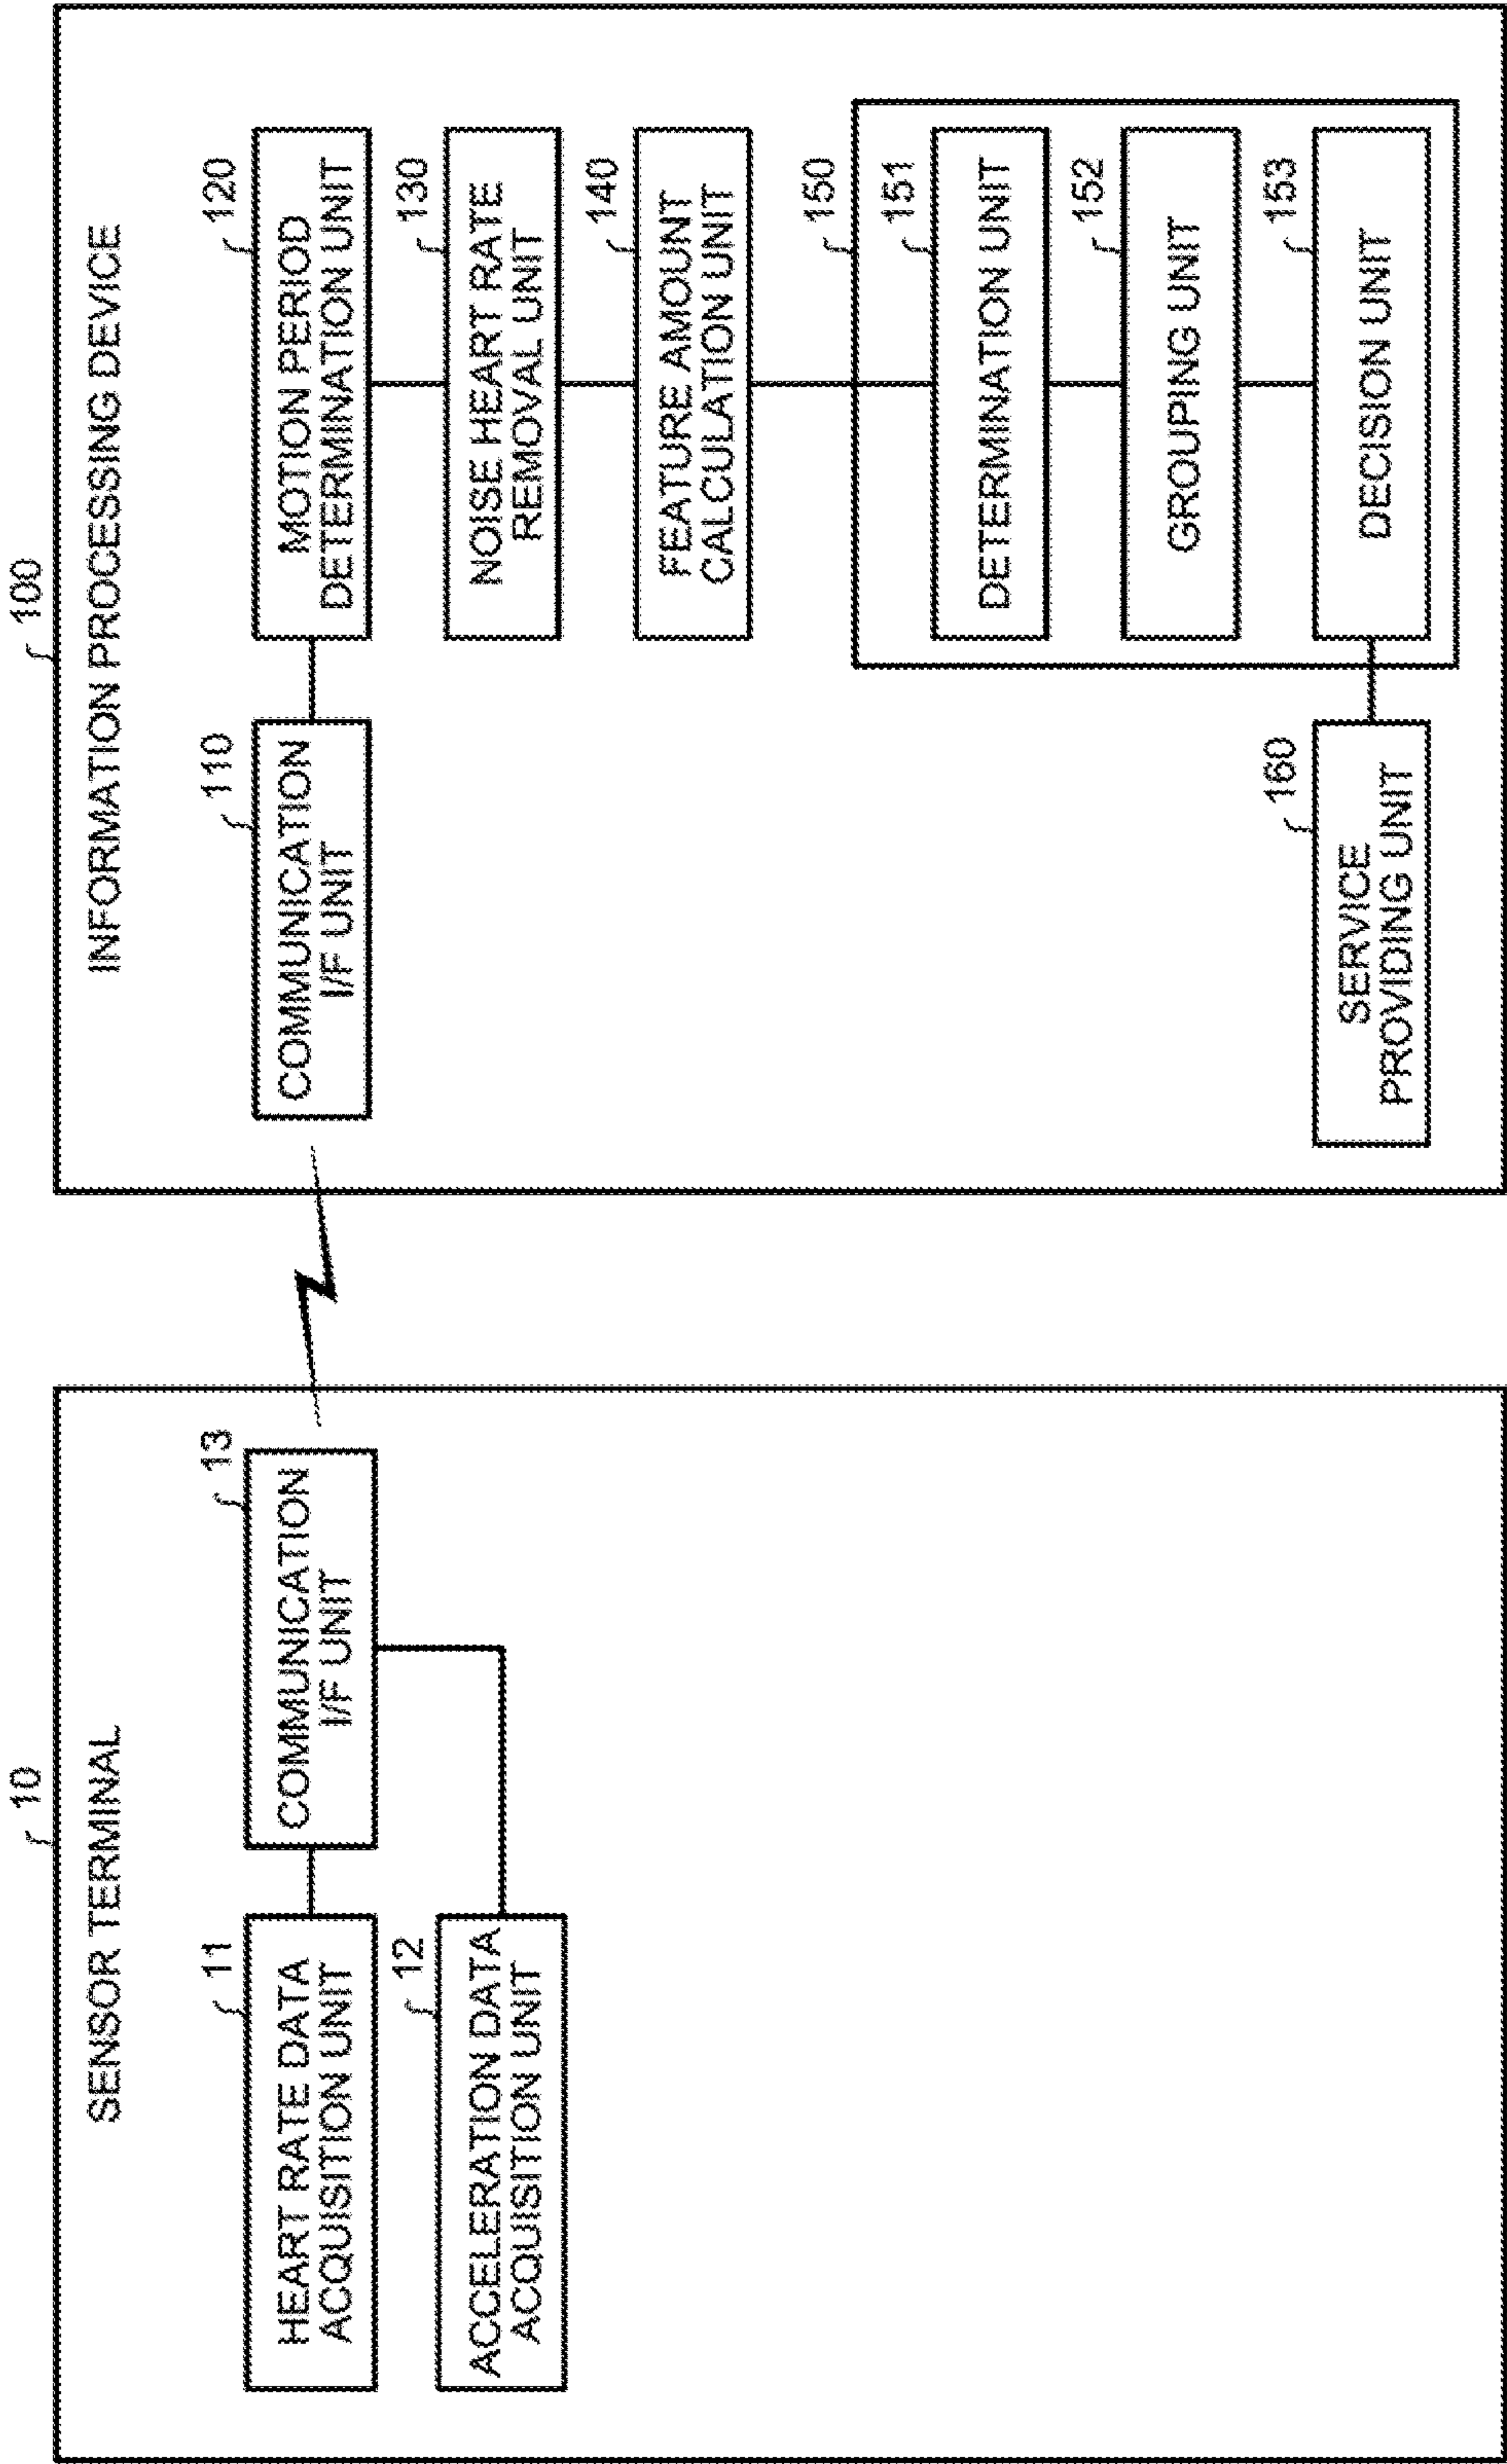 10
SENSOR TERMINAL
11
HEART RATE DATA
ACQUISITION UNIT
12
ACCELERATION DATA
ACQUISITION UNIT
13
COMMUNICATION
I/F UNIT
100
INFORMATION PROCESSING DEVICE
110
COMMUNICATION
I/F UNIT
120
MOTION PERIOD
DETERMINATION UNIT
130
NOISE HEART RATE
REMOVAL UNIT
140
FEATURE AMOUNT
CALCULATION UNIT
150
151
DETERMINATION UNIT
152
GROUPING UNIT
153
DECISION UNIT
160
SERVICE
PROVIDING UNIT